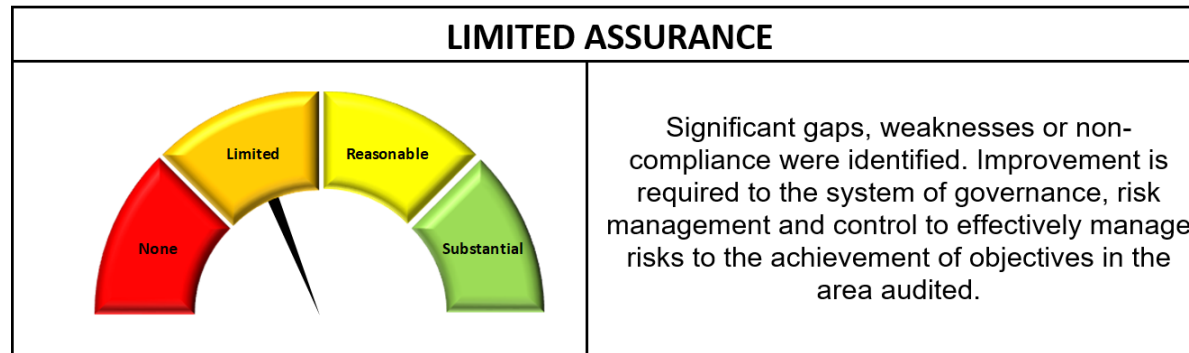 LIMITED ASSURANCE
Limited
Reasonable
None
Substantial
Significant gaps, weaknesses or non-
compliance were identified. Improvement is
required to the system of governance, risk
management and control to effectively manage
risks to the achievement of objectives in the
area audited.